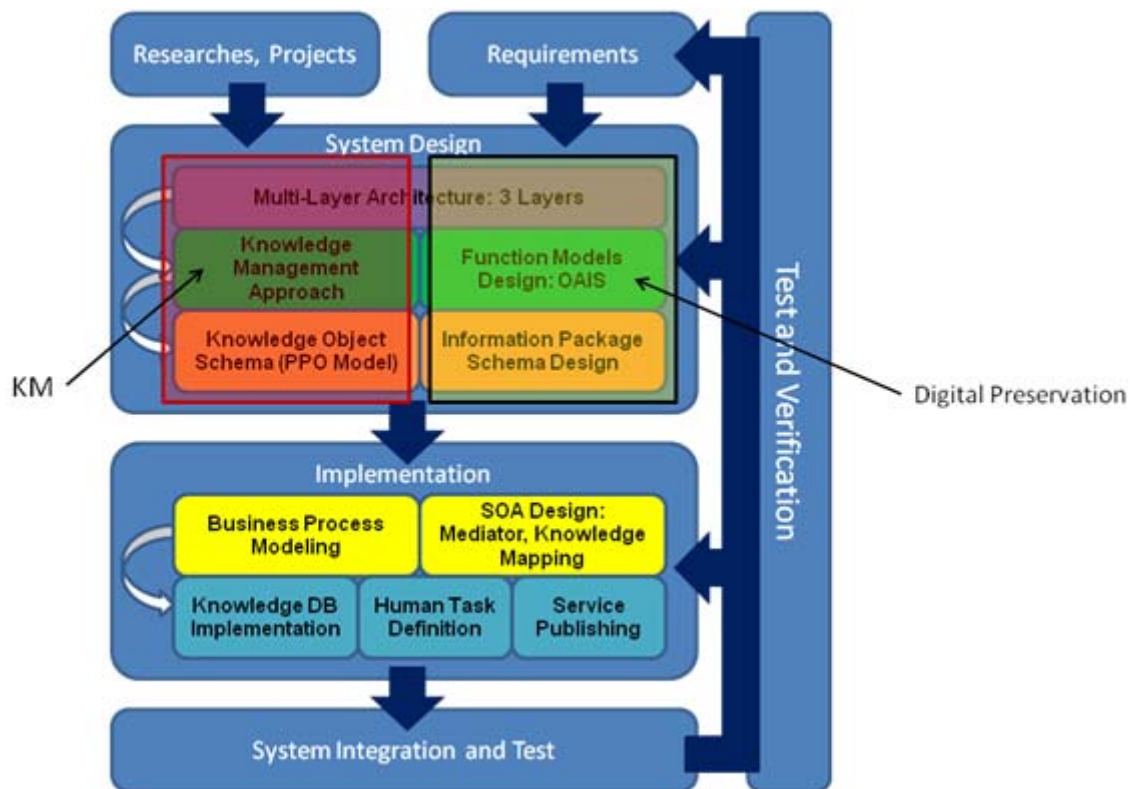 Researches, Projects
Requirements
System Design
Multi-Layer Architecture: 3 Layers
Knowledge
Management
Approach
Function Models
Design: OAIS
Knowledge Object
Schema (PPO Model)
Information Package
Schema Design
KM
Digital Preservation
Implementation
Business Process
Modeling
SOA Design:
Mediator, Knowledge
Mapping
Knowledge DB
Implementation
Human Task
Definition
Service
Publishing
System Integration and Test
Test and Verification